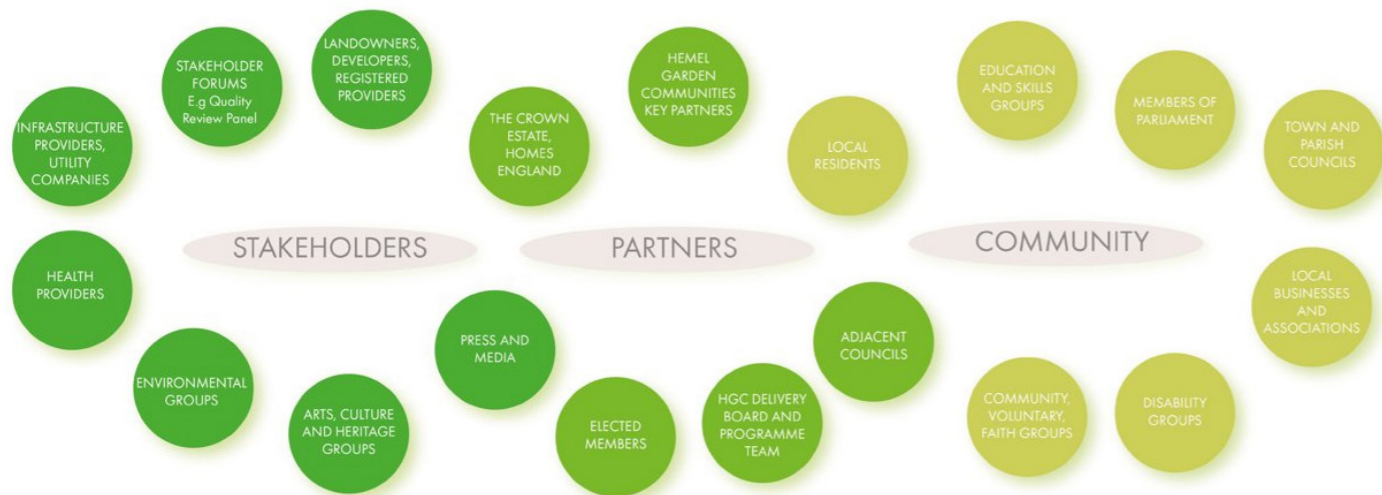 INFRASTRUCTURE
PROVIDERS,
UTILITY
COMPANIES
STAKEHOLDER
FORUMS
E.g Quality
Review Panel
LANDOWNERS,
DEVELOPERS,
REGISTERED
PROVIDERS
THE CROWN
ESTATE,
HOMES
ENGLAND
HEMEL
GARDEN
COMMUNITIES
KEY PARTNERS
LOCAL
RESIDENTS
EDUCATION
AND SKILLS
GROUPS
MEMBERS OF
PARLIAMENT
TOWN AND
PARISH
COUNCILS
STAKEHOLDERS
PARTNERS
COMMUNITY
HEALTH
PROVIDERS
ENVIRONMENTAL
GROUPS
ARTS, CULTURE
AND HERITAGE
GROUPS
PRESS AND
MEDIA
ELECTED
MEMBERS
HGC DELIVERY
BOARD AND
PROGRAMME
TEAM
ADJACENT
COUNCILS
COMMUNITY,
VOLUNTARY,
FAITH GROUPS
DISABILITY
GROUPS
LOCAL
BUSINESSES
AND
ASSOCIATIONS